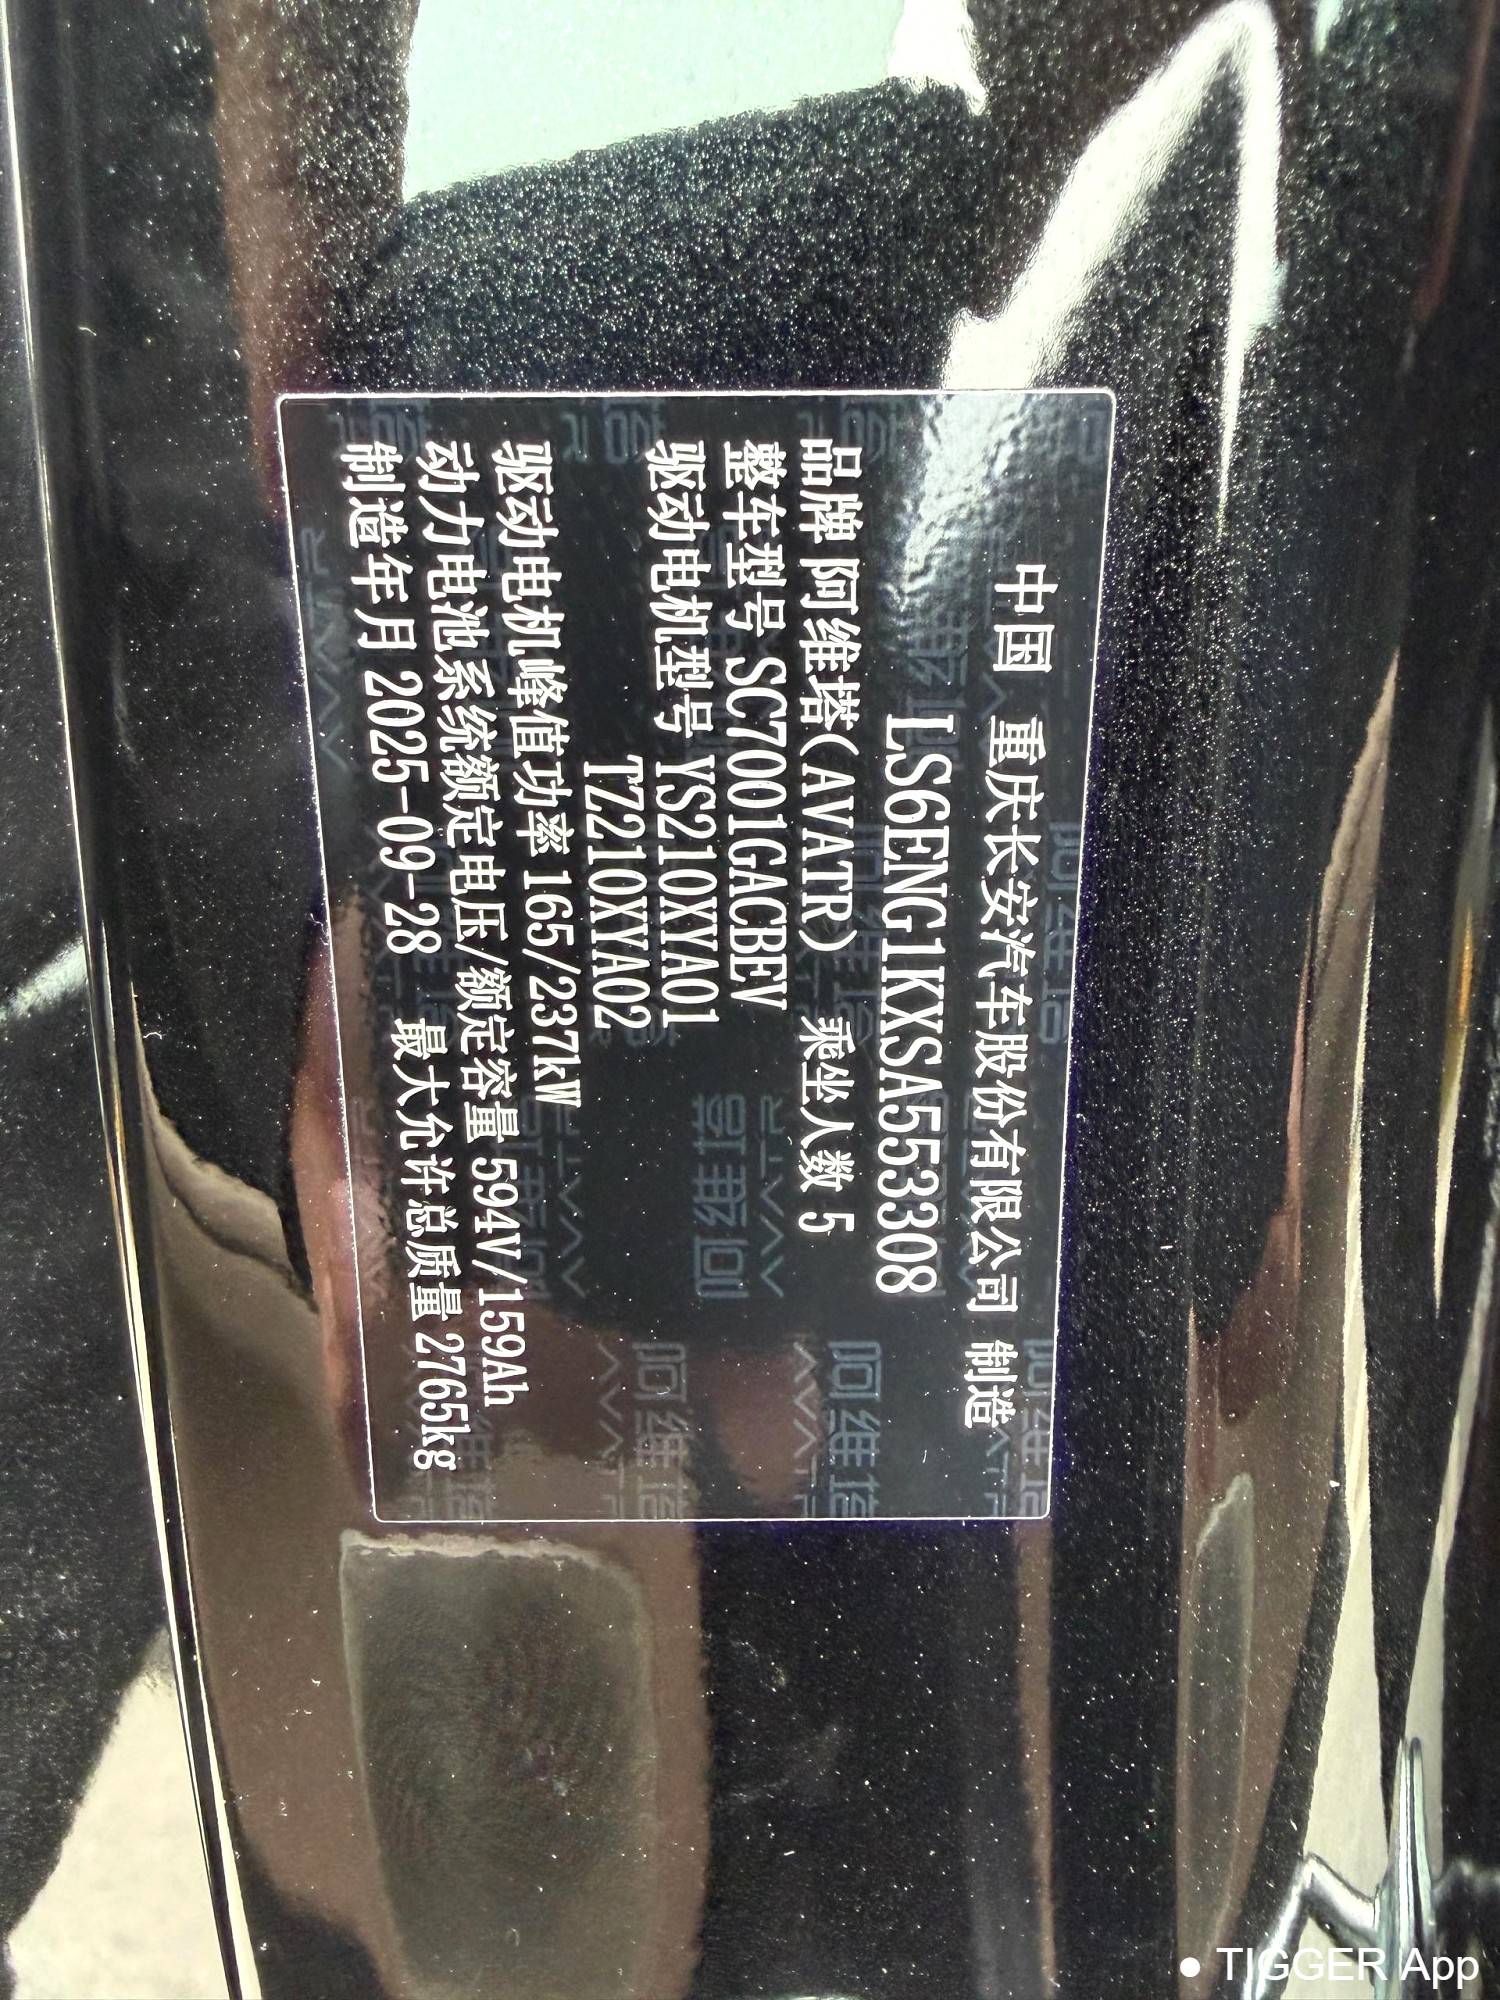 中国 重庆长安汽车股份有限公司 制造
LS6ENG1KXSA553308
品牌 阿维塔(AVATR) 乘坐人数 5
整车型号 SC7001GACBEV
驱动电机型号 YS210XYA01
TZ210XYA02
驱动电机峰值功率 165/237kW
动力电池系统额定电压/额定容量 594V/159Ah
制造年月 2025-09-28 最大允许总质量 2765kg
阿维塔
TIGGER App